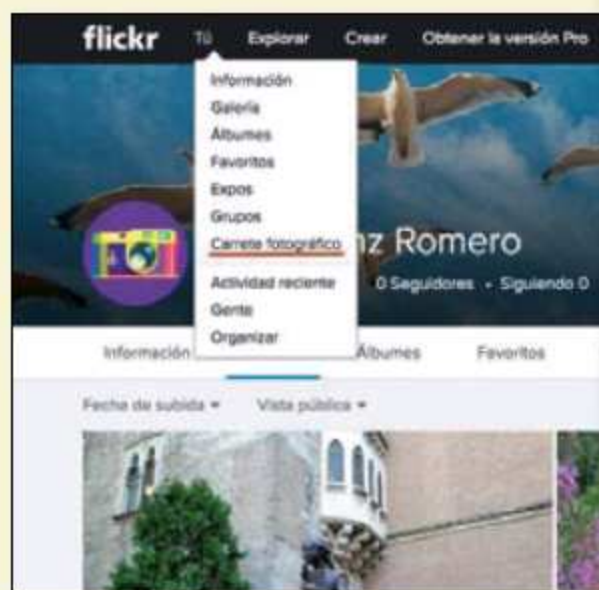 flickr Tú Explorar Crear Obtener la versión Pro
Información
Galería
Álbumes
Favoritos
Expos
Grupos
Carrete fotográfico
Actividad reciente
Gente
Organizar
Romero
0 Seguidores • Siguiendo 0
Información Álbumes Favoritos
Fecha de subida Vista pública